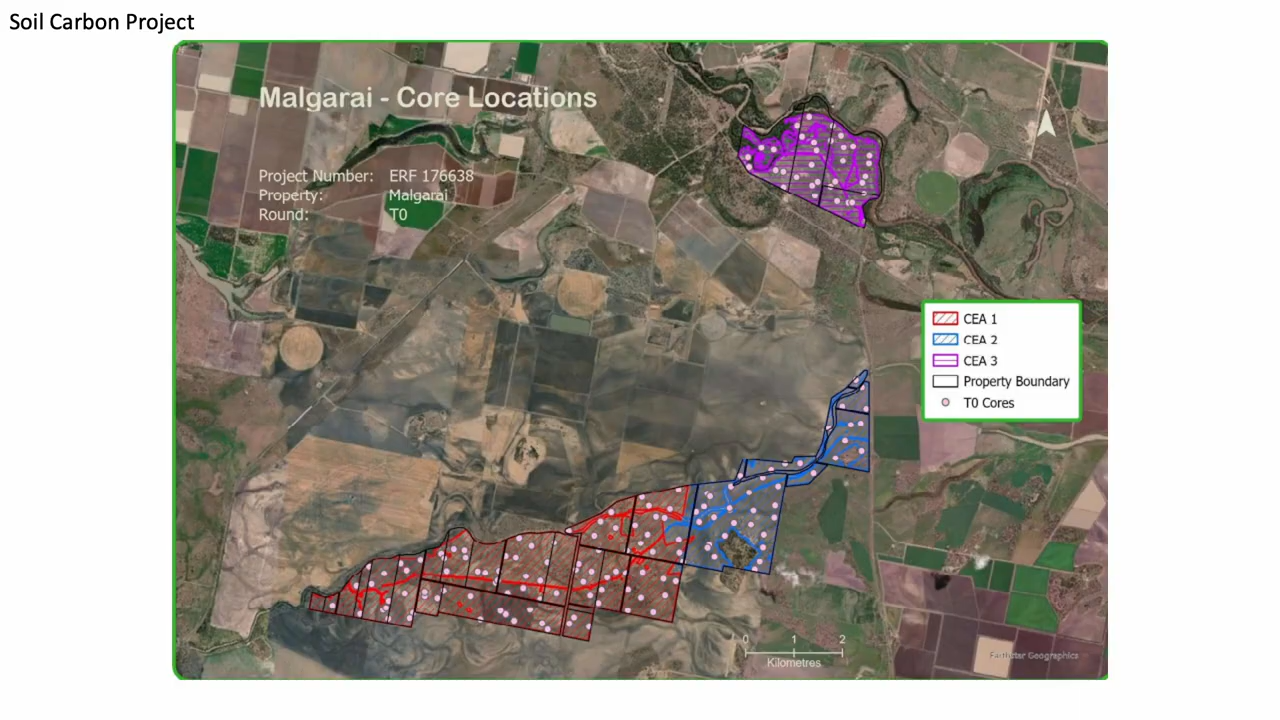 Soil Carbon Project
Malgarai - Core Locations
Project Number: ERF 176638
Property: Malgarai
Round: T0
CEA 1
CEA 2
CEA 3
Property Boundary
T0 Cores
0 1 2
Kilometres
Earthstar Geographics